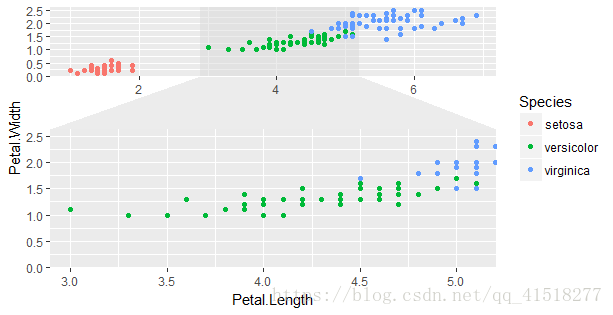 2.5
2.0
1.5
1.0
0.5
0.0
2 4 6
Petal.Width
2.5
2.0
1.5
1.0
0.5
0.0
3.0 3.5 4.0 4.5 5.0
Petal.Length
Species
setosa
versicolor
virginica
https://blog.csdn.net/qq_41518277